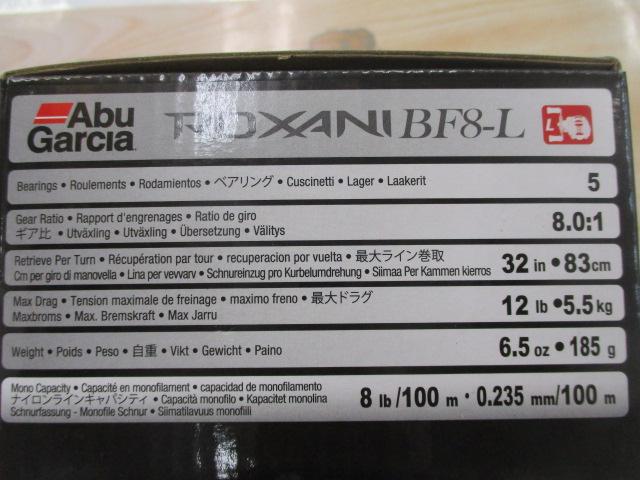 Abu Garcia ROXANI BF8-L L
Bearings • Roulements • Rodamientos • ベアリング • Cuscinetti • Lager • Laakerit 5
Gear Ratio • Rapport d'engrenages • Ratio de giro
ギア比 • Utväxling • Utväxling • Übersetzung • Välitys 8.0:1
Retrieve Per Turn • Récupération par tour • recuperacion por vuelta • 最大ライン巻取
Cm per giro di manovella • Lina per vevvarv • Schnureinzug pro Kurbelumdrehung • Siimaa Per Kammen kierros 32 in • 83cm
Max Drag • Tension maximale de freinage • maximo freno • 最大ドラグ
Maxbroms • Max. Bremskraft • Max Jarru 12 lb • 5.5 kg
Weight • Poids • Peso • 自重 • Vikt • Gewicht • Paino 6.5 oz • 185 g
Mono Capacity • Capacité en monofilament • capacidad de monofilamento
ナイロンラインキャパシティ • Capacità monofilo • Kapacitet monolina
Schnurfassung - Monofile Schnur • Siimatilavuus monofiili 8 lb /100 m • 0.235 mm/100 m